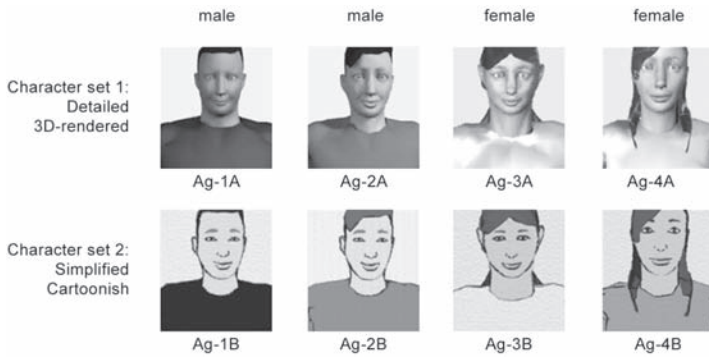 male male female female
Character set 1:
Detailed
3D-rendered
Ag-1A Ag-2A Ag-3A Ag-4A
Character set 2:
Simplified
Cartoonish
Ag-1B Ag-2B Ag-3B Ag-4B